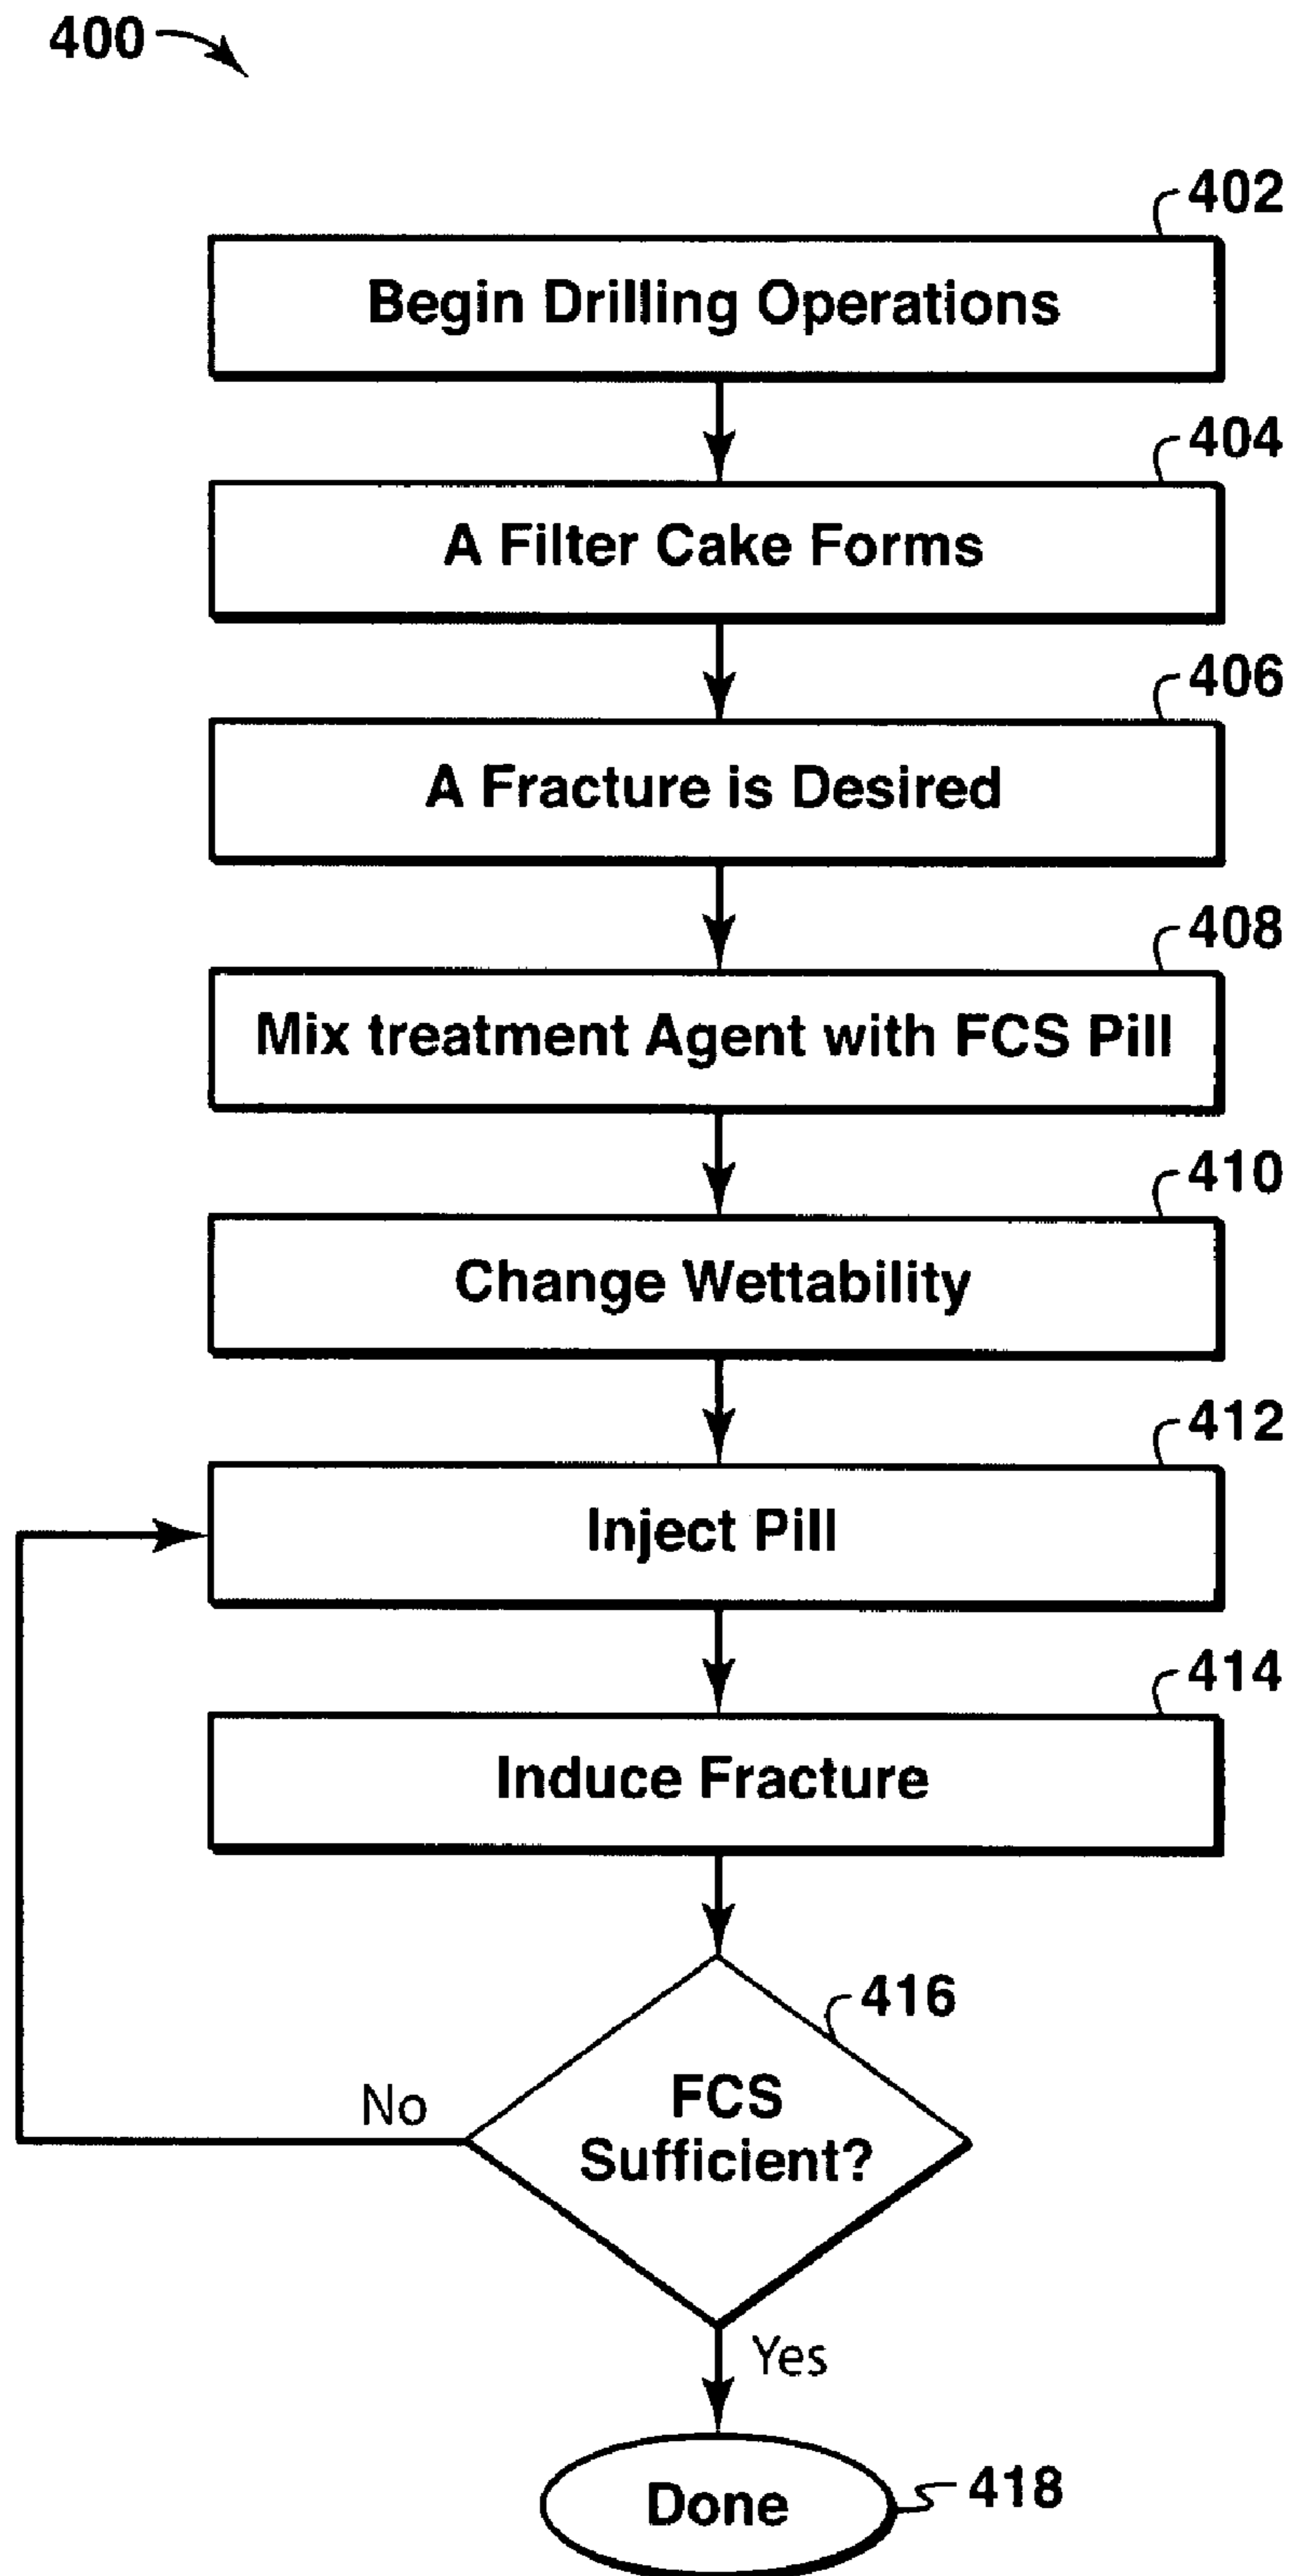 400
402
Begin Drilling Operations
404
A Filter Cake Forms
406
A Fracture is Desired
408
Mix treatment Agent with FCS Pill
410
Change Wettability
412
Inject Pill
414
Induce Fracture
416
FCS
Sufficient?
No
Yes
Done
418